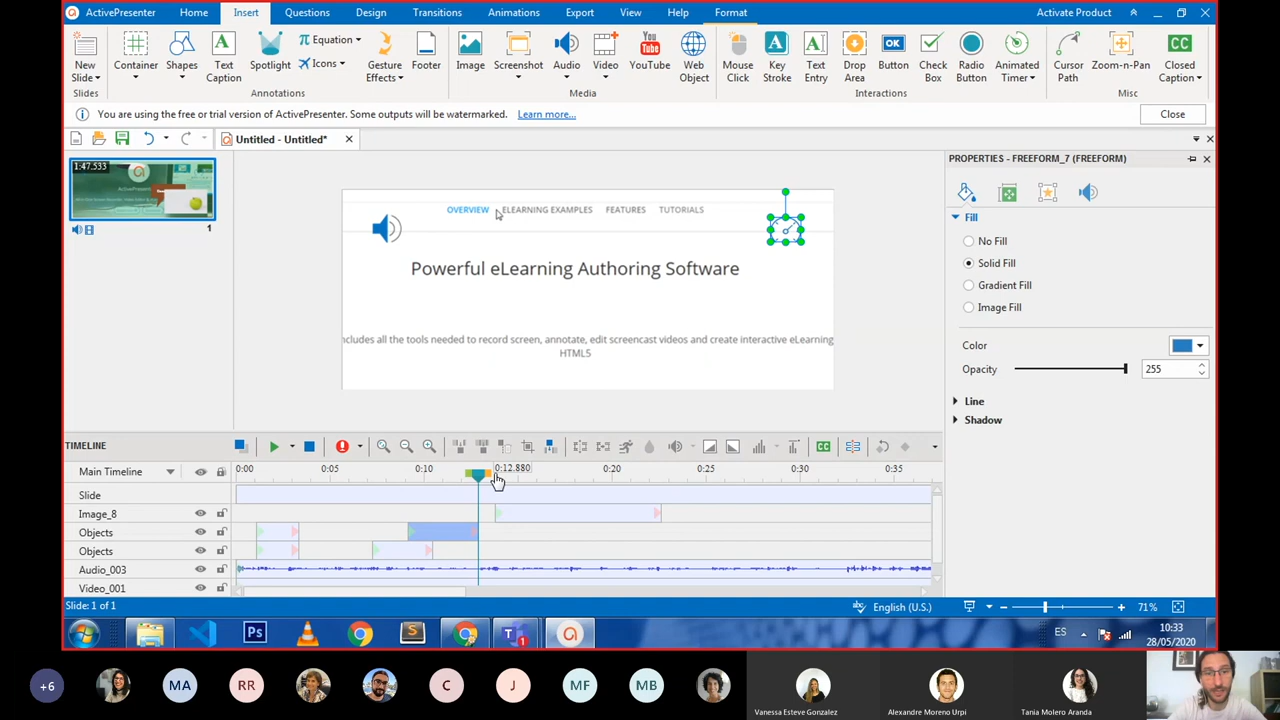 ActivePresenter Home Insert Questions Design Transitions Animations Export View Help Format Activate Product
New Slide Container Shapes Text Caption Spotlight Equation Icons Gesture Effects Footer Image Screenshot Audio Video YouTube Web Object Mouse Click Key Stroke Text Entry Drop Area Button Check Box Radio Button Animated Timer Cursor Path Zoom-n-Pan Closed Caption
Slides Annotations Media Interactions Misc
You are using the free or trial version of ActivePresenter. Some outputs will be watermarked. Learn more... Close
Untitled - Untitled*
1:47.533
ActivePresenter
1
OVERVIEW ELEARNING EXAMPLES FEATURES TUTORIALS
Powerful eLearning Authoring Software
ncludes all the tools needed to record screen, annotate, edit screencast videos and create interactive eLearning
HTML5
PROPERTIES - FREEFORM_7 (FREEFORM)
Fill
No Fill
Solid Fill
Gradient Fill
Image Fill
Color
Opacity 255
Line
Shadow
TIMELINE
CC
Main Timeline 0:00 0:05 0:10 0:12.880 0:20 0:25 0:30 0:35
Slide
Image_8
Objects
Objects
Audio_003
Video_001
Slide: 1 of 1 English (U.S.) 71%
Ps S 1 ES 10:33
28/05/2020
+6 MA RR C J MF MB
Vanessa Esteve Gonzalez Alexandre Moreno Urpi Tania Molero Aranda